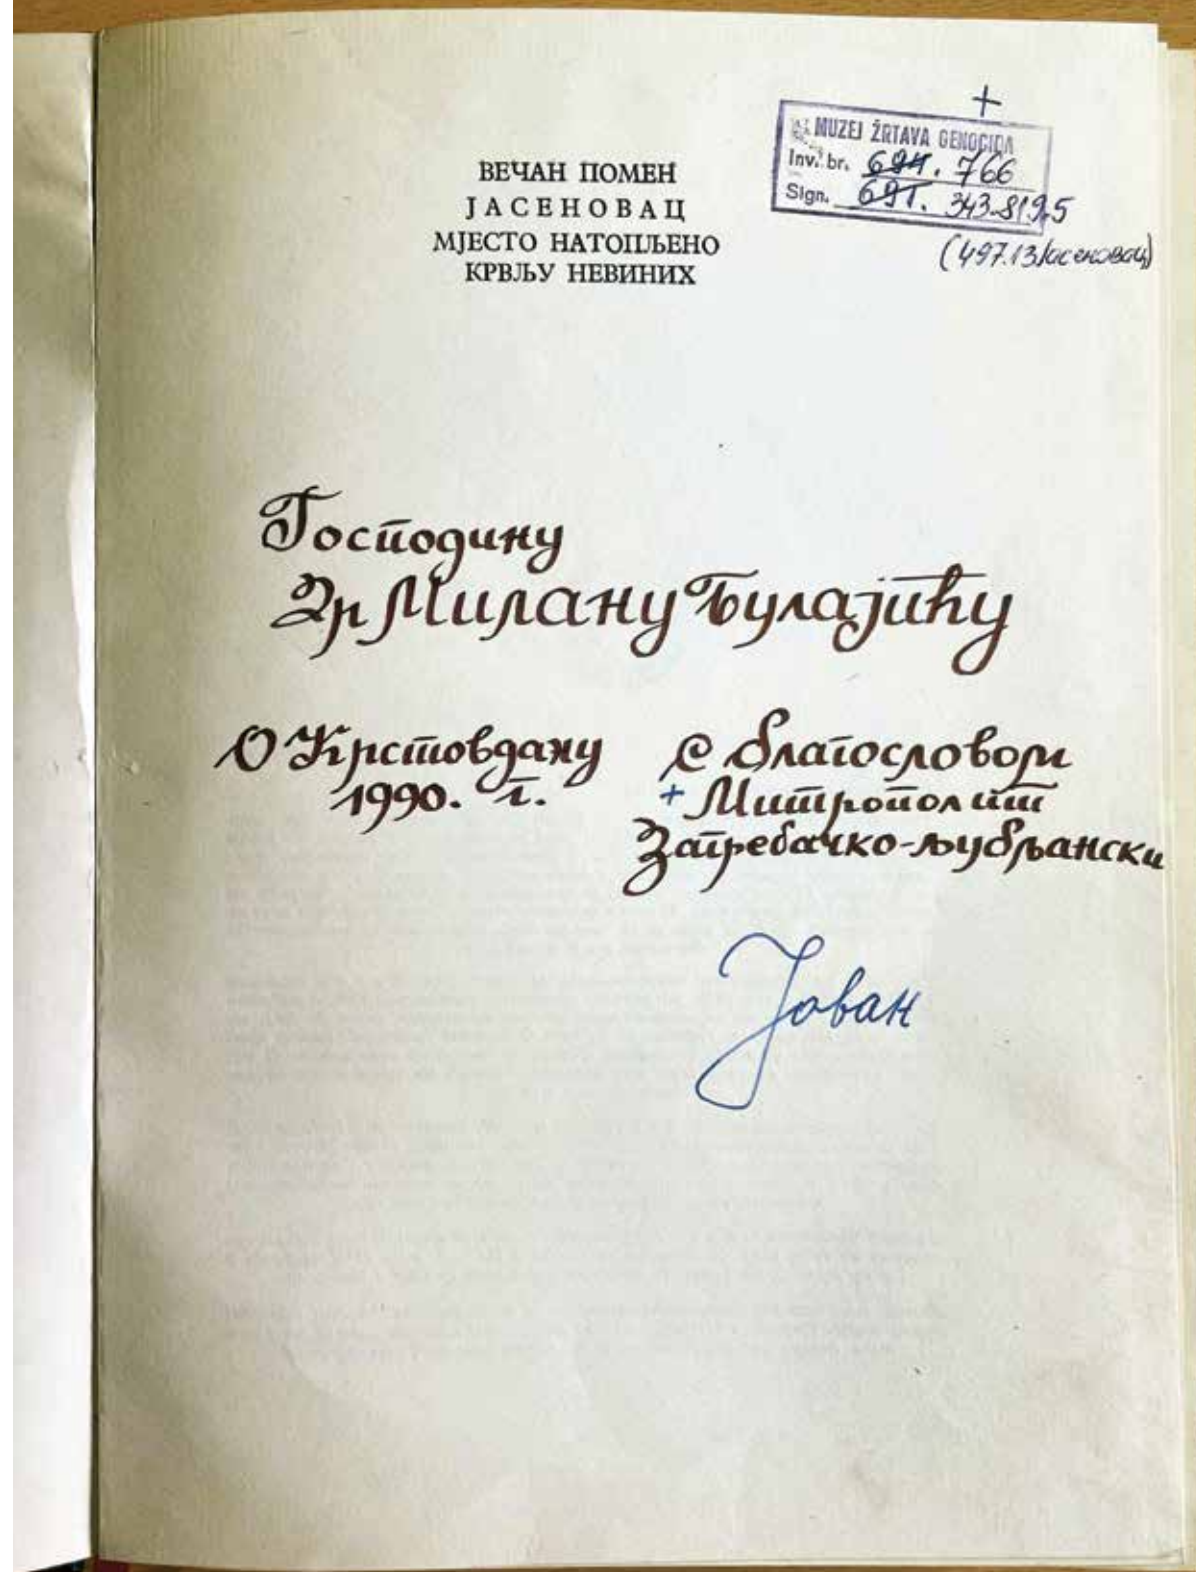 ВЕЧАН ПОМЕН
ЈАСЕНОВАЦ
МЈЕСТО НАТОПЉЕНО
КРВЉУ НЕВИНИХ
+
MUZEJ ŽRTAVA GENOCIDA
Inv. br. 691. 766
Sign. 691. 343.819.5
(497.13 Јасеновац)
Господину
Др Милану Булајићу
О Крстовдану
1990. г.
С благословом
+ Митрополит
Загребачко-љубљански
Јован